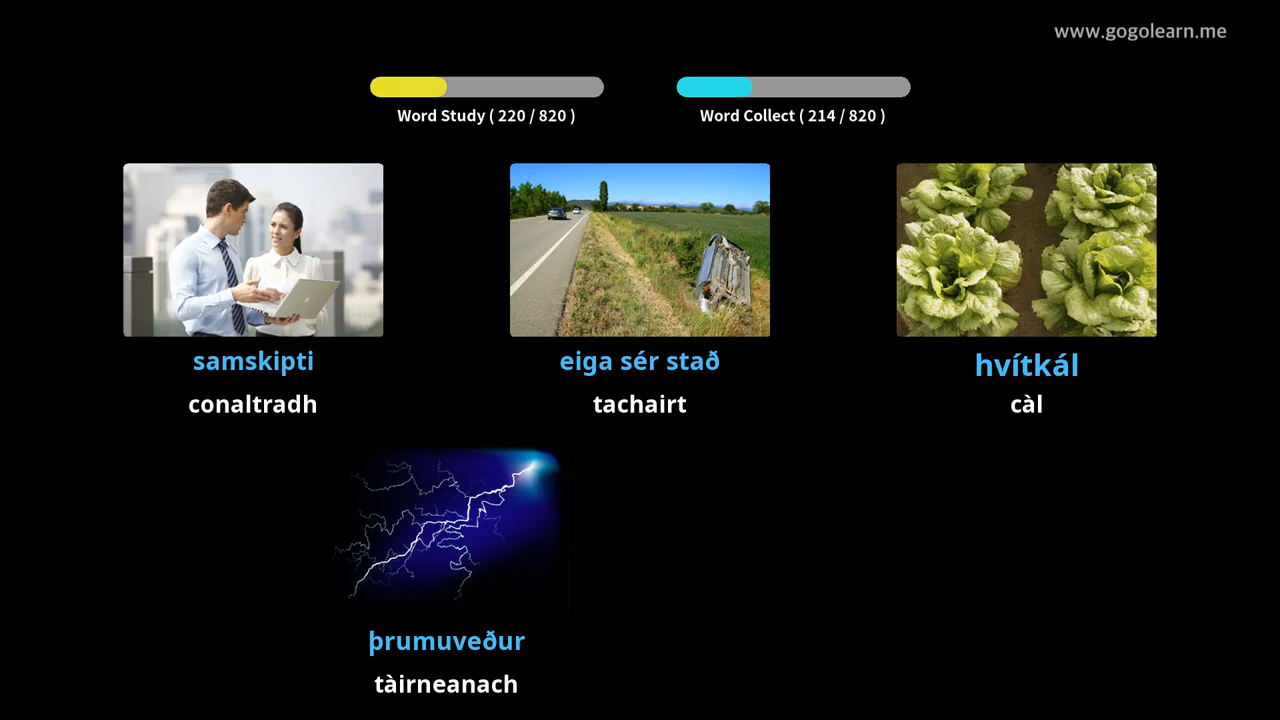 www.gogolearn.me
Word Study ( 220 / 820 )
Word Collect ( 214 / 820 )
samskipti
conaltradh
eiga sér stað
tachairt
hvítkál
càl
þrumuveður
tàirneanach